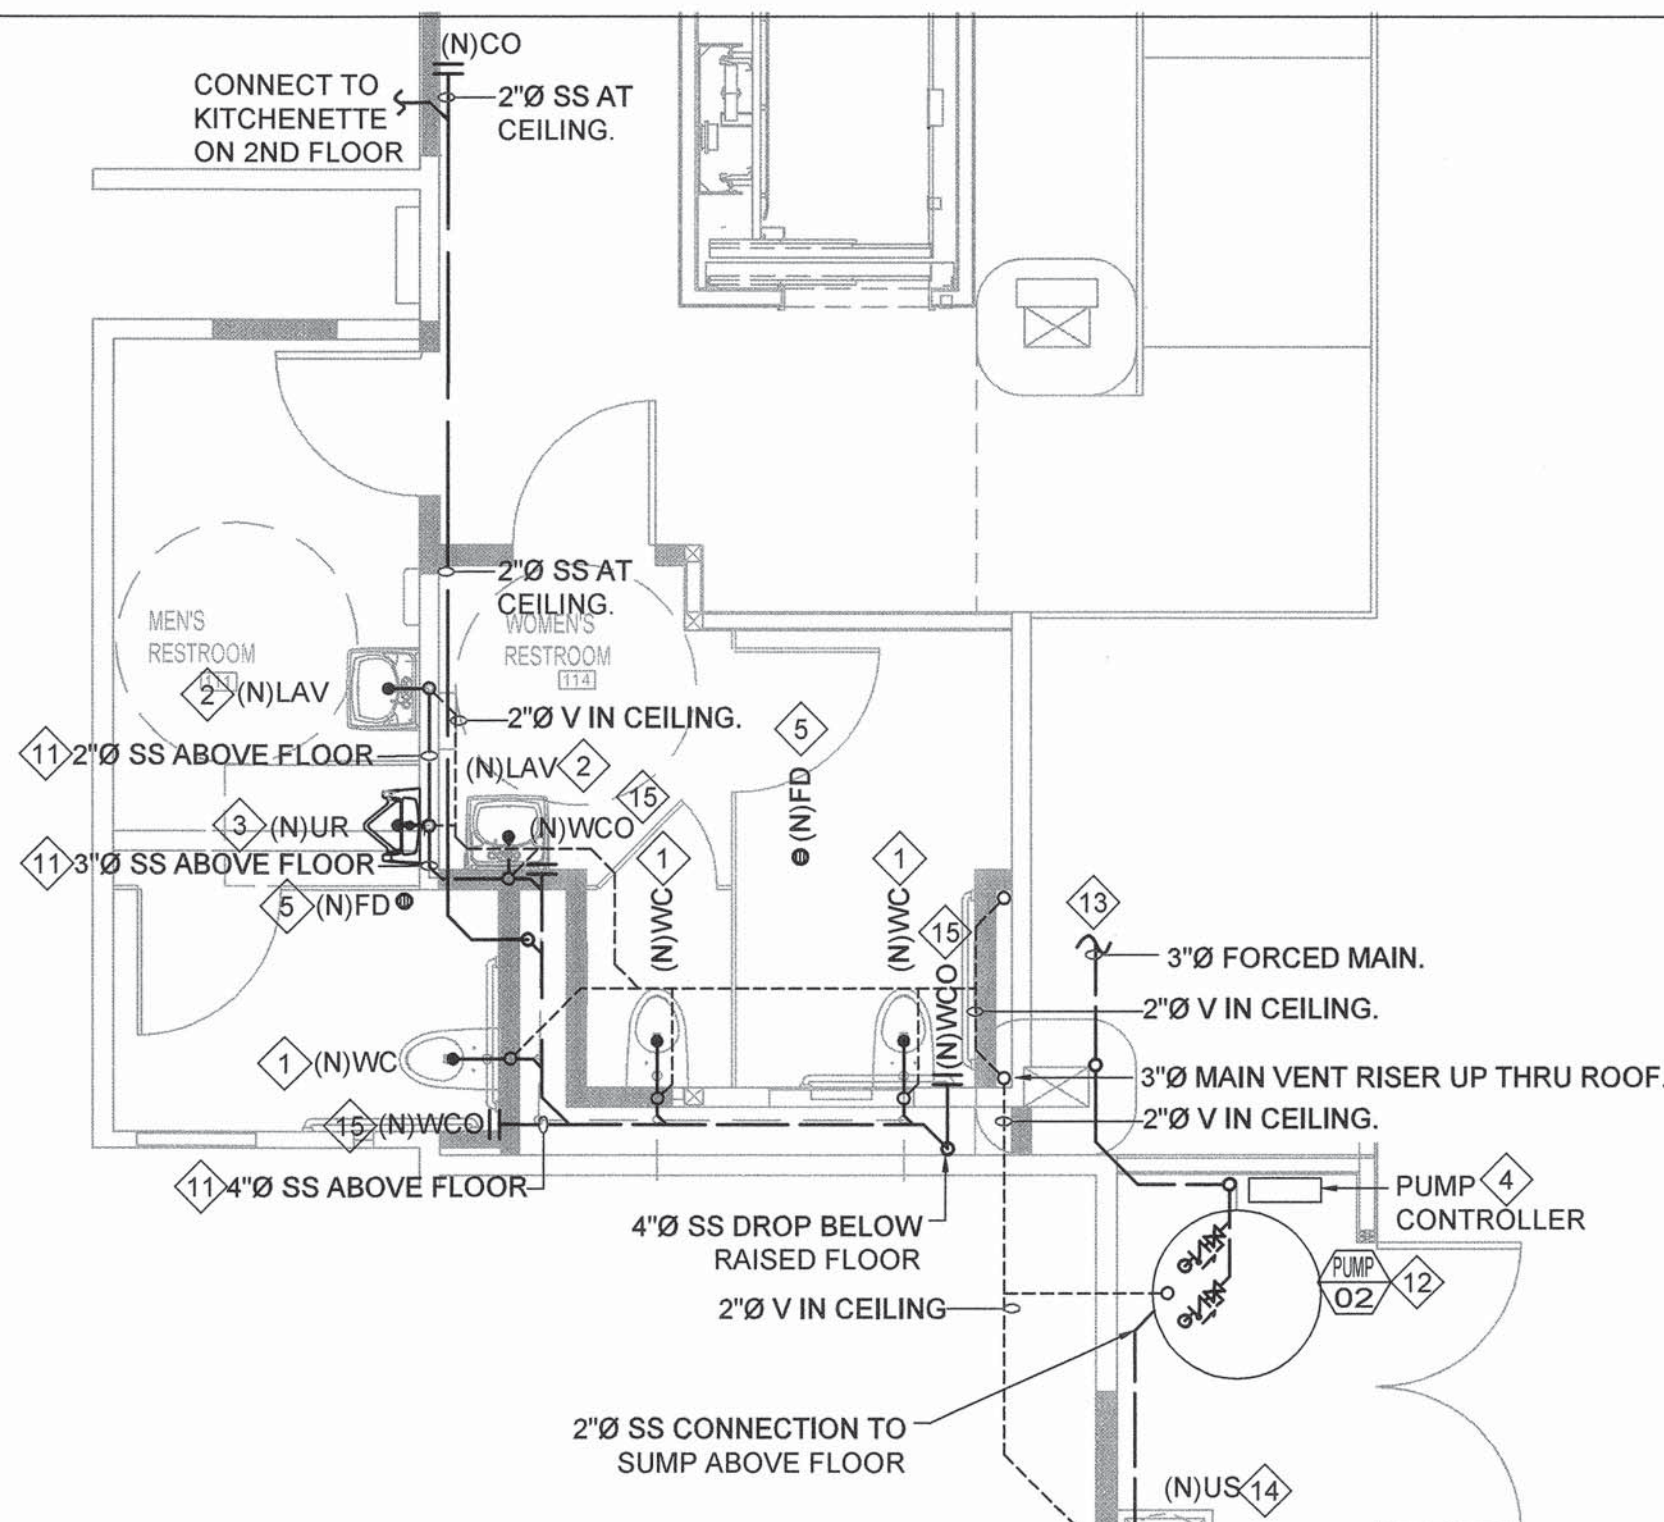 (N)CO
CONNECT TO
KITCHENETTE
ON 2ND FLOOR
2"Ø SS AT
CEILING.
2"Ø SS AT
CEILING.
MEN'S
RESTROOM
111
WOMEN'S
RESTROOM
114
2 (N)LAV
2"Ø V IN CEILING.
5
(N)FD
11 2"Ø SS ABOVE FLOOR
(N)LAV 2
15
(N)WCO
3 (N)UR
11 3"Ø SS ABOVE FLOOR
5 (N)FD
1
(N)WC
1
(N)WC
15
(N)WCO
13
3"Ø FORCED MAIN.
2"Ø V IN CEILING.
1 (N)WC
3"Ø MAIN VENT RISER UP THRU ROOF.
15 (N)WCO
2"Ø V IN CEILING.
11 4"Ø SS ABOVE FLOOR
PUMP 4
CONTROLLER
4"Ø SS DROP BELOW
RAISED FLOOR
PUMP
02
12
2"Ø V IN CEILING
2"Ø SS CONNECTION TO
SUMP ABOVE FLOOR
(N)US 14